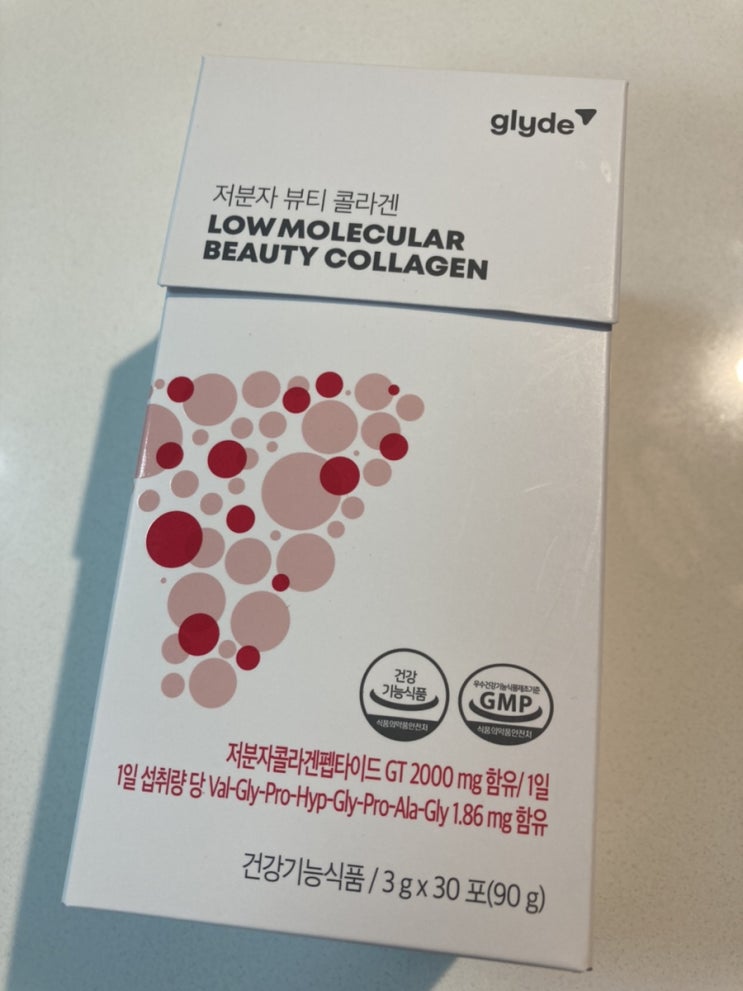 glyde
저분자 뷰티 콜라겐
LOW MOLECULAR
BEAUTY COLLAGEN
건강
기능식품
식품의약품안전처
우수건강기능식품제조기준
GMP
식품의약품안전처
저분자콜라겐펩타이드 GT 2000 mg 함유/ 1일
1일 섭취량 당 Val-Gly-Pro-Hyp-Gly-Pro-Ala-Gly 1.86 mg 함유
건강기능식품 / 3 g x 30 포(90 g)